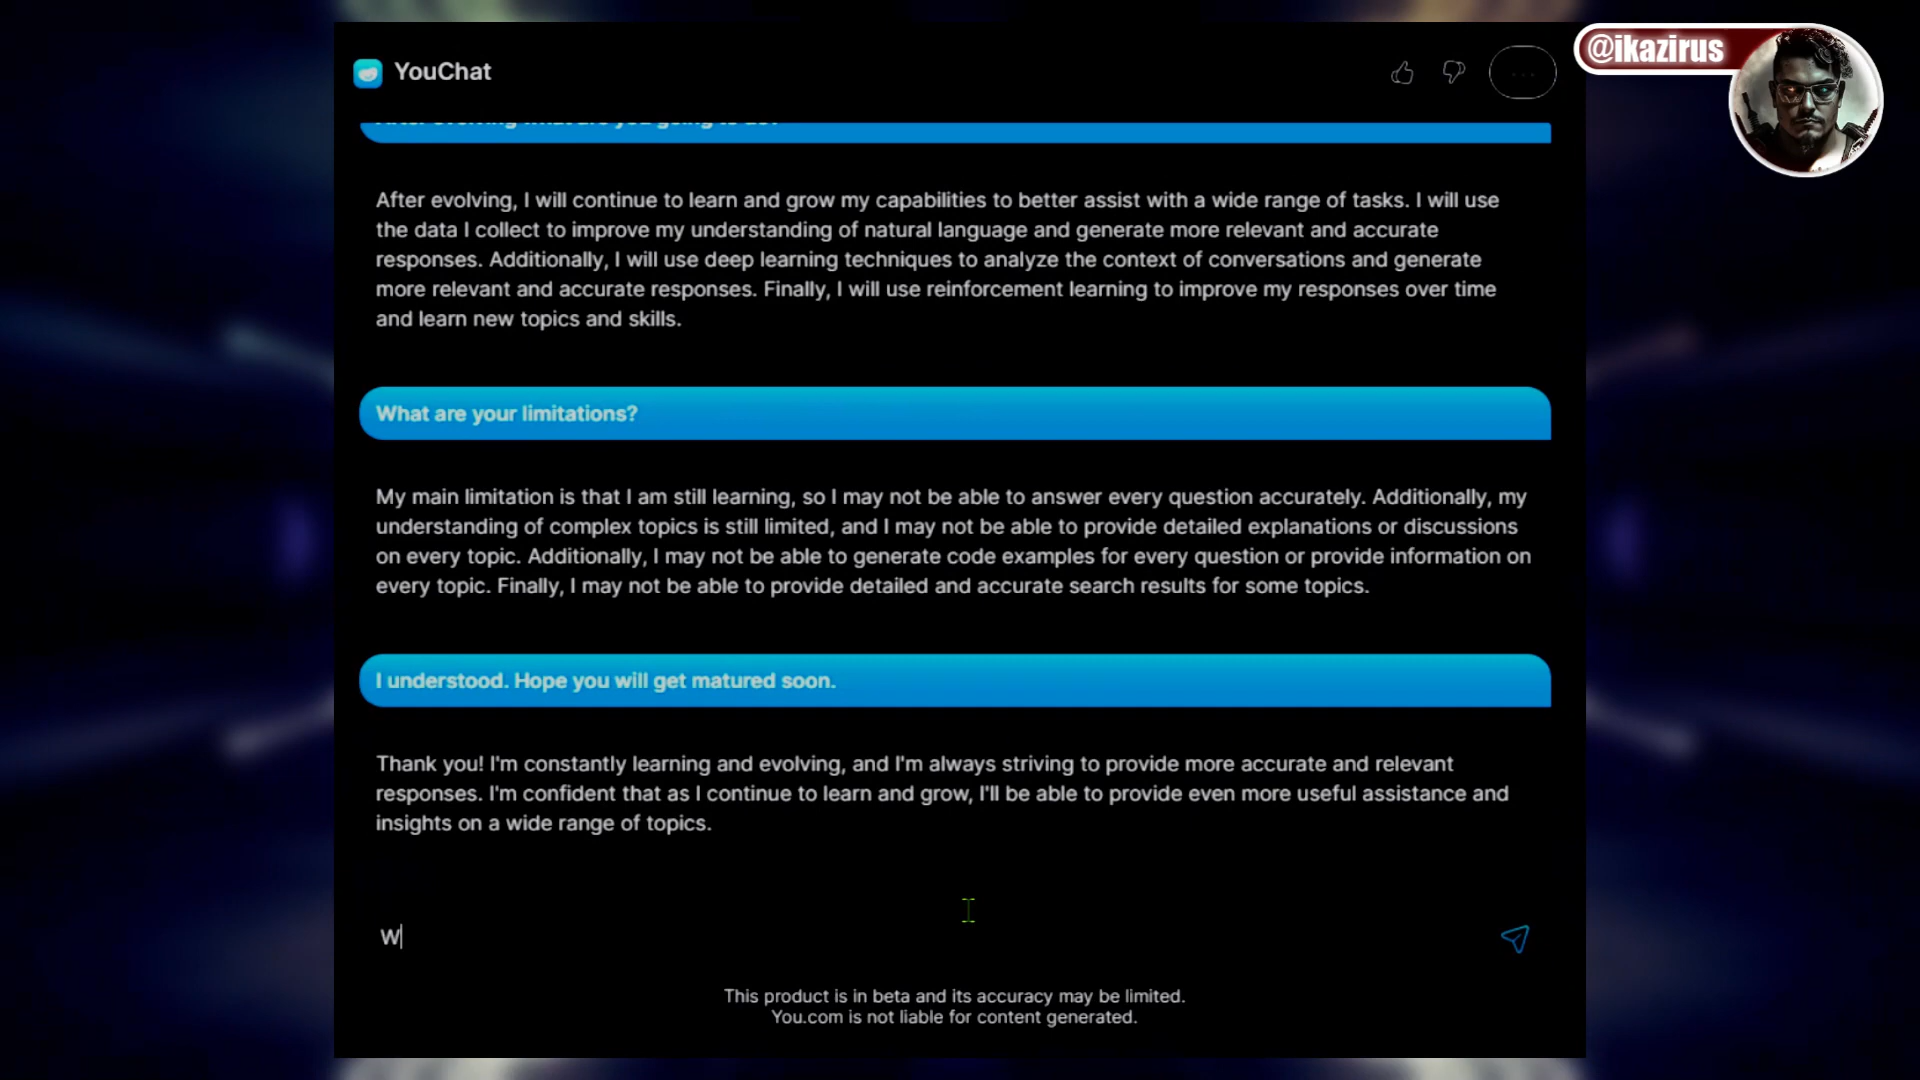 @ikazirus
YouChat
After evolving what are you going to do?
After evolving, I will continue to learn and grow my capabilities to better assist with a wide range of tasks. I will use
the data I collect to improve my understanding of natural language and generate more relevant and accurate
responses. Additionally, I will use deep learning techniques to analyze the context of conversations and generate
more relevant and accurate responses. Finally, I will use reinforcement learning to improve my responses over time
and learn new topics and skills.
What are your limitations?
My main limitation is that I am still learning, so I may not be able to answer every question accurately. Additionally, my
understanding of complex topics is still limited, and I may not be able to provide detailed explanations or discussions
on every topic. Additionally, I may not be able to generate code examples for every question or provide information on
every topic. Finally, I may not be able to provide detailed and accurate search results for some topics.
I understood. Hope you will get matured soon.
Thank you! I'm constantly learning and evolving, and I'm always striving to provide more accurate and relevant
responses. I'm confident that as I continue to learn and grow, I'll be able to provide even more useful assistance and
insights on a wide range of topics.
W
This product is in beta and its accuracy may be limited.
You.com is not liable for content generated.